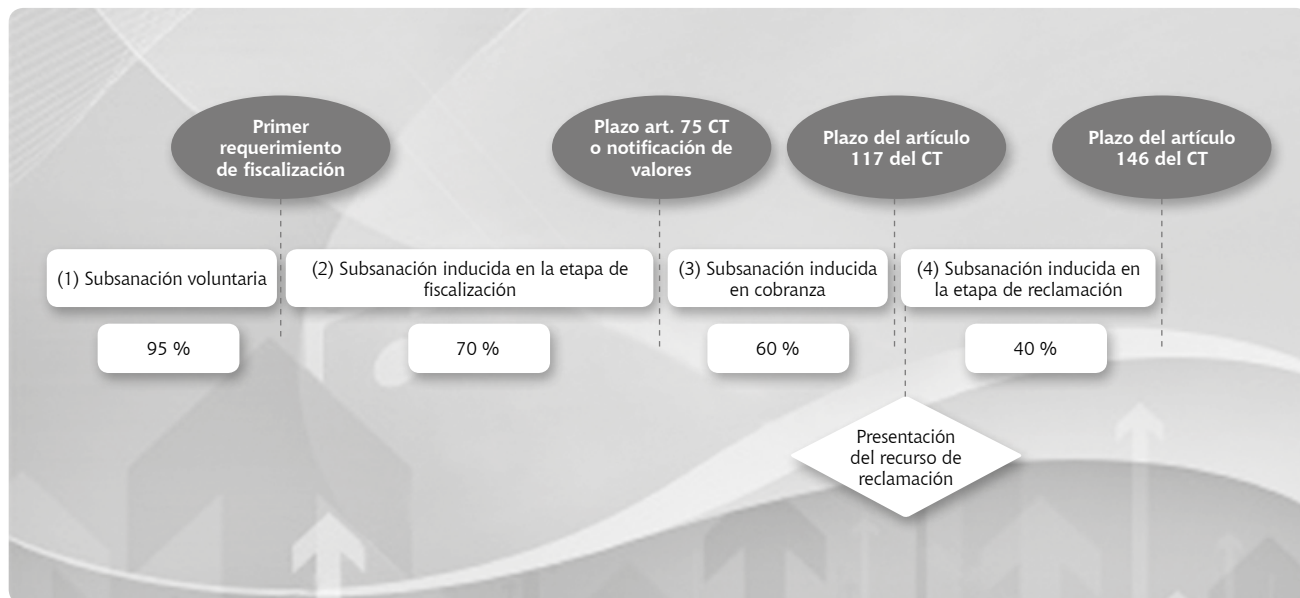 Primer
requerimiento
de fiscalización
Plazo art. 75 CT
o notificación de
valores
Plazo del artículo
117 del CT
Plazo del artículo
146 del CT
(1) Subsanación voluntaria
(2) Subsanación inducida en la etapa de
fiscalización
(3) Subsanación inducida
en cobranza
(4) Subsanación inducida en
la etapa de reclamación
95 %
70 %
60 %
40 %
Presentación
del recurso de
reclamación